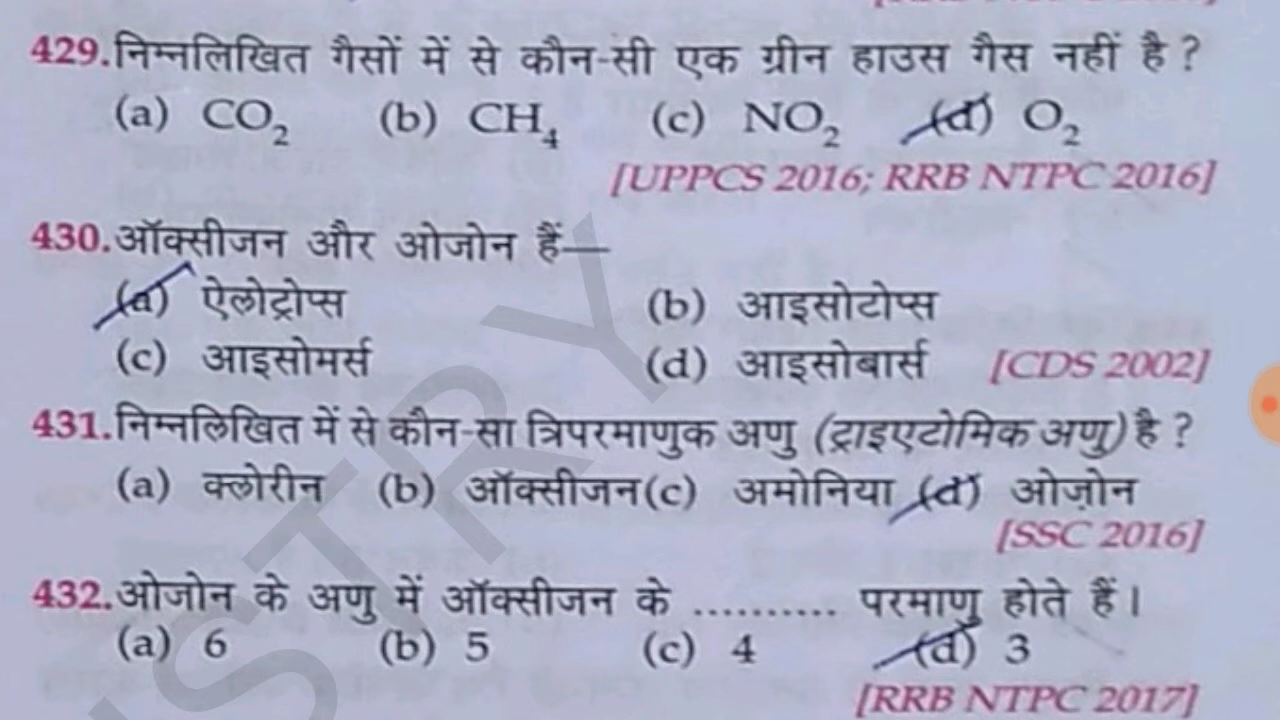 429.निम्नलिखित गैसों में से कौन-सी एक ग्रीन हाउस गैस नहीं है ?
(a) CO₂ (b) CH₄ (c) NO₂ (d) O₂
[UPPCS 2016; RRB NTPC 2016]
430.ऑक्सीजन और ओजोन हैं—
(a) ऐलोट्रोप्स (b) आइसोटोप्स
(c) आइसोमर्स (d) आइसोबार्स [CDS 2002]
431.निम्नलिखित में से कौन-सा त्रिपरमाणुक अणु (ट्राइएटोमिक अणु) है ?
(a) क्लोरीन (b) ऑक्सीजन (c) अमोनिया (d) ओज़ोन
[SSC 2016]
432.ओजोन के अणु में ऑक्सीजन के .......... परमाणु होते हैं।
(a) 6 (b) 5 (c) 4 (d) 3
[RRB NTPC 2017]
STRY